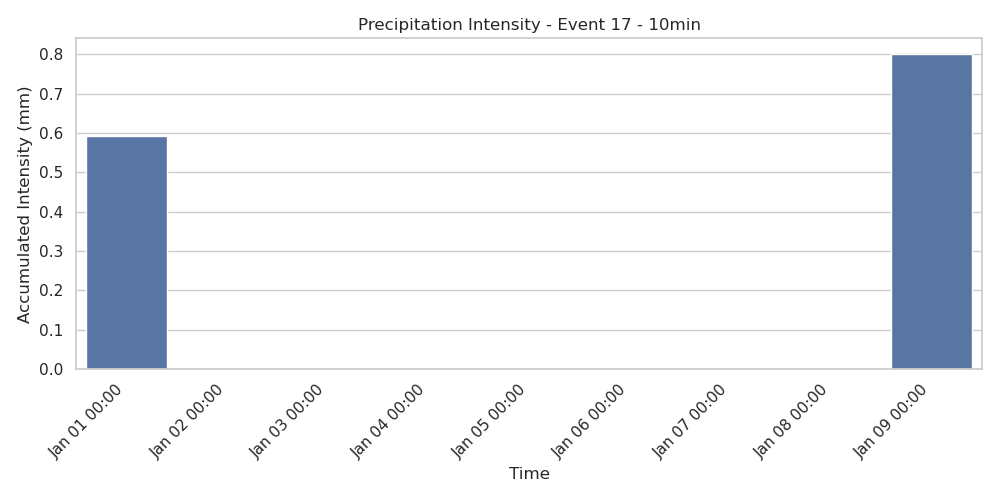 Precipitation Intensity - Event 17 - 10min
Accumulated Intensity (mm)
0.8
0.7
0.6
0.5
0.4
0.3
0.2
0.1
0.0
Jan 01 00:00
Jan 02 00:00
Jan 03 00:00
Jan 04 00:00
Jan 05 00:00
Jan 06 00:00
Jan 07 00:00
Jan 08 00:00
Jan 09 00:00
Time